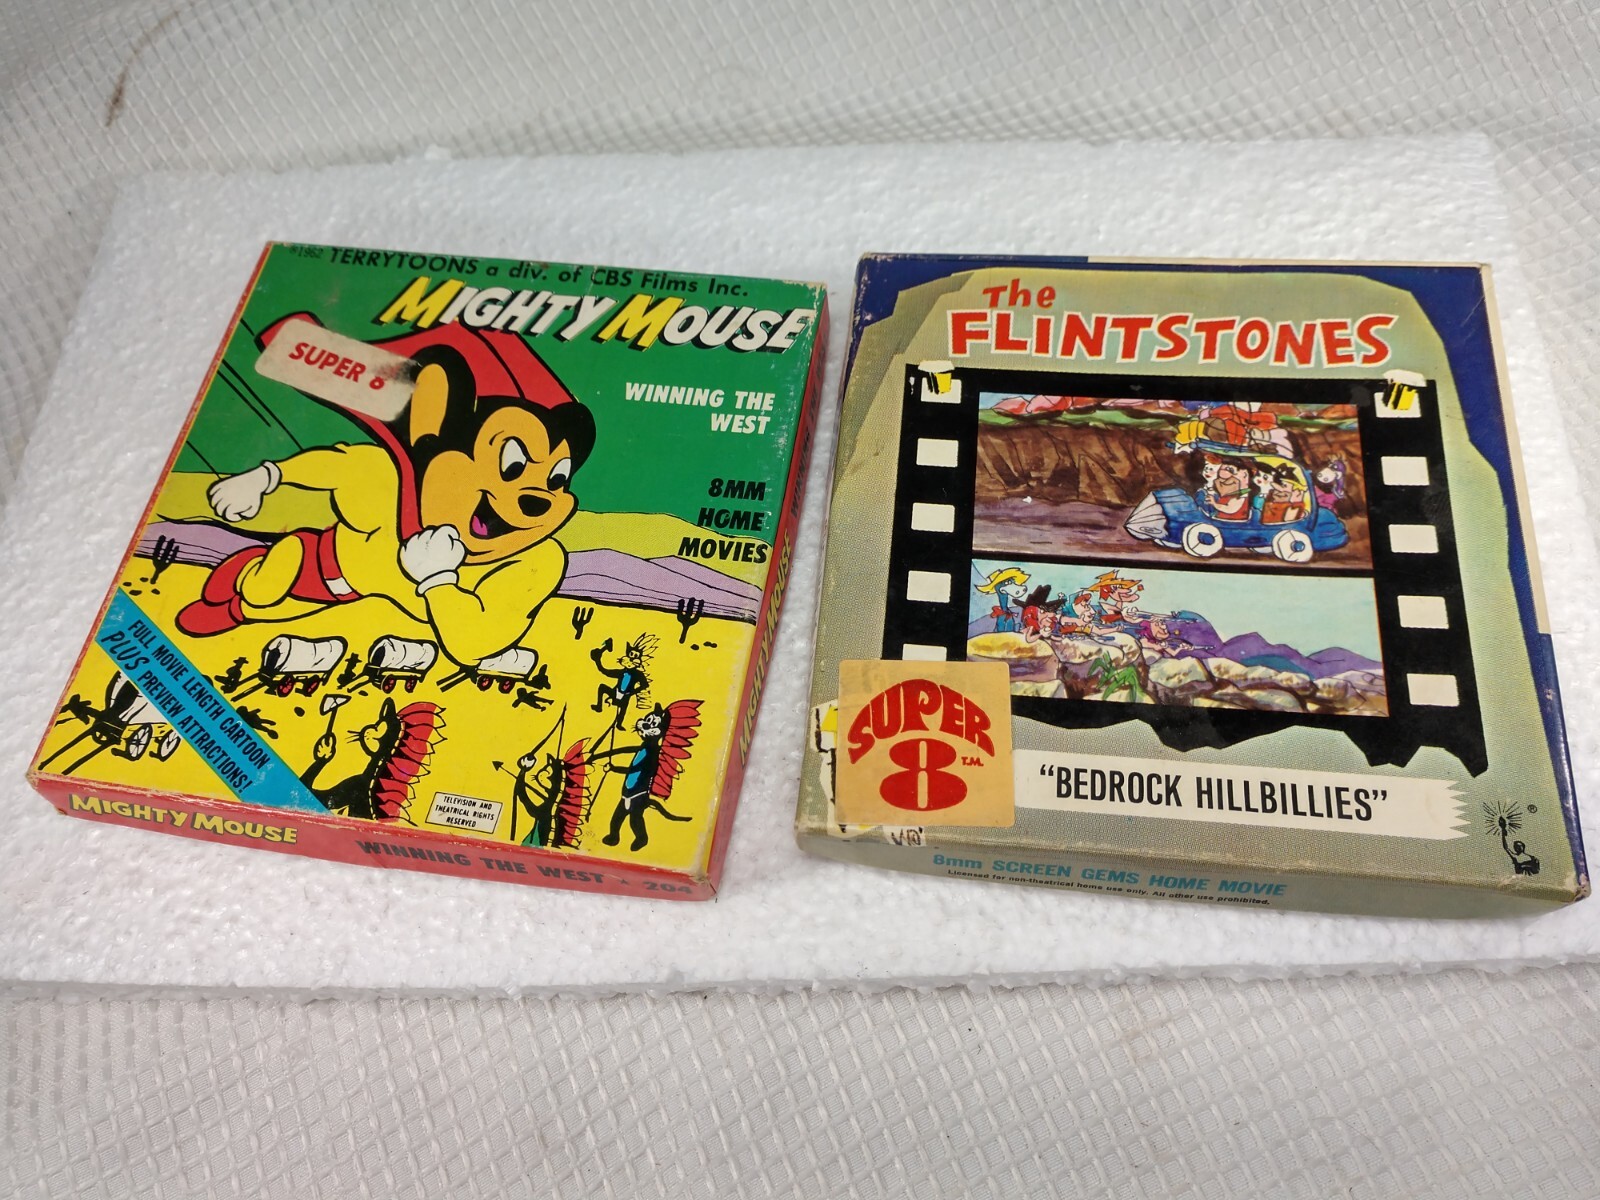 ©1962 TERRYTOONS a div. of CBS Films Inc.
MIGHTY MOUSE
SUPER 8
WINNING THE
WEST
8MM
HOME
MOVIES
FULL MOVIE LENGTH CARTOON
PLUS PREVIEW ATTRACTIONS!
TELEVISION AND
THEATRICAL RIGHTS
RESERVED
MIGHTY MOUSE
WINNING THE WEST ★ 204
MIGHTY MOUSE
The
FLINTSTONES
SUPER
8 T.M.
"BEDROCK HILLBILLIES"
®
8mm SCREEN GEMS HOME MOVIE
Licensed for non-theatrical home use only. All other use prohibited.